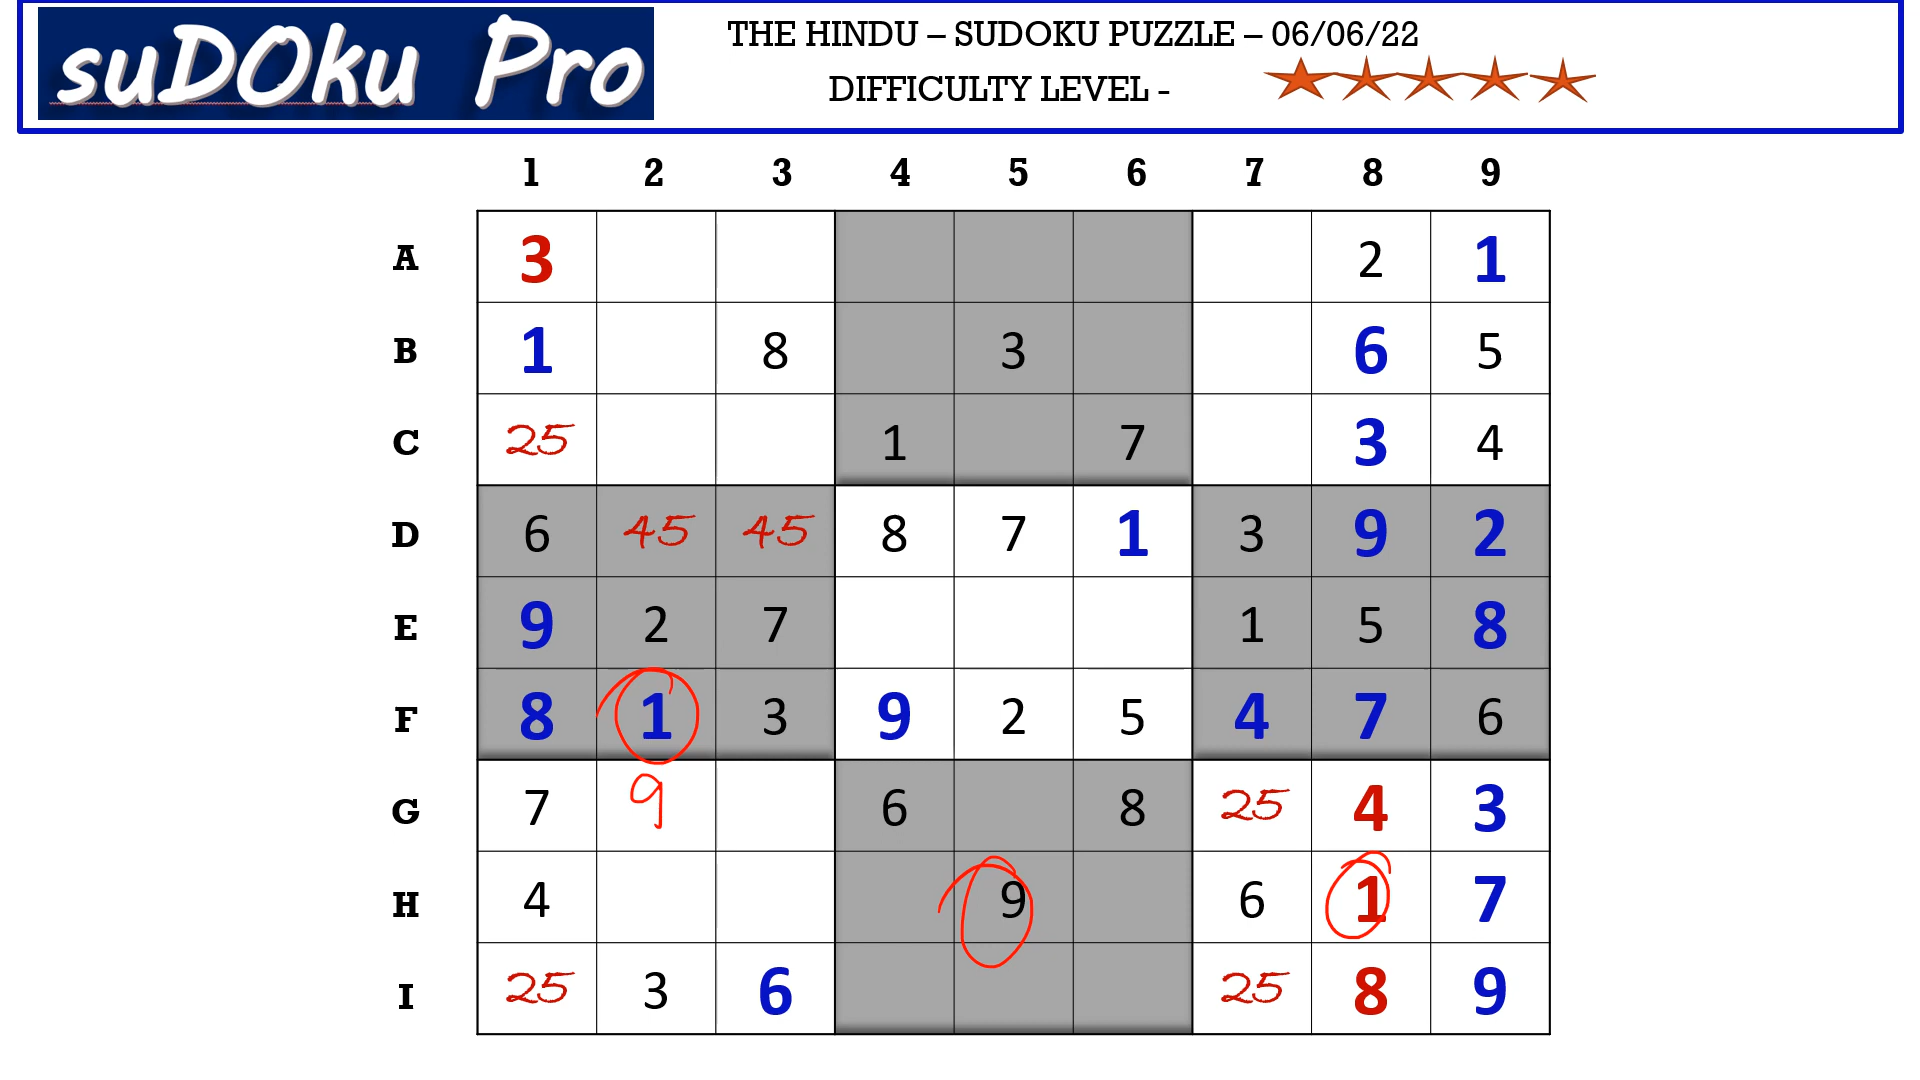 suDOku Pro
THE HINDU – SUDOKU PUZZLE – 06/06/22
DIFFICULTY LEVEL -
1 2 3 4 5 6 7 8 9
A 3 2 1
B 1 8 3 6 5
C 25 1 7 3 4
D 6 45 45 8 7 1 3 9 2
E 9 2 7 1 5 8
F 8 1 3 9 2 5 4 7 6
G 7 9 6 8 25 4 3
H 4 9 6 1 7
I 25 3 6 25 8 9